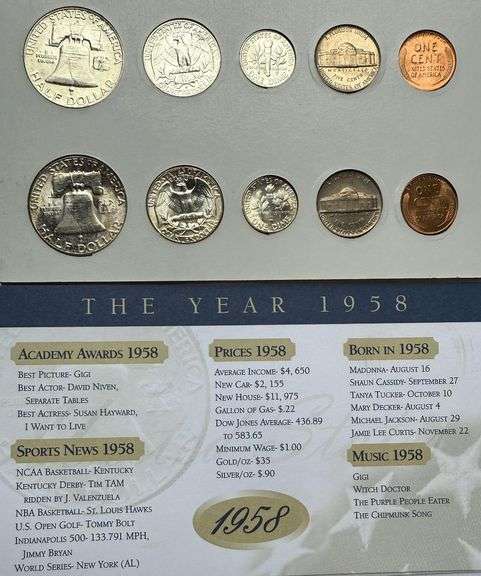 UNITED STATES OF AMERICA
HALF DOLLAR
ONE
CENT
UNITED STATES
OF AMERICA
UNITED STATES OF AMERICA
HALF DOLLAR
THE YEAR 1958
ACADEMY AWARDS 1958
BEST PICTURE- GIGI
BEST ACTOR- DAVID NIVEN,
SEPARATE TABLES
BEST ACTRESS- SUSAN HAYWARD,
I WANT TO LIVE
SPORTS NEWS 1958
NCAA BASKETBALL- KENTUCKY
KENTUCKY DERBY- TIM TAM
RIDDEN BY J. VALENZUELA
NBA BASKETBALL- ST. LOUIS HAWKS
U.S. OPEN GOLF- TOMMY BOLT
INDIANAPOLIS 500- 133.791 MPH,
JIMMY BRYAN
WORLD SERIES- NEW YORK (AL)
PRICES 1958
AVERAGE INCOME- $4, 650
NEW CAR- $2, 155
NEW HOUSE- $11, 975
GALLON OF GAS- $.22
DOW JONES AVERAGE- 436.89
TO 583.65
MINIMUM WAGE- $1.00
GOLD/OZ- $35
SILVER/OZ- $.90
1958
BORN IN 1958
MADONNA- AUGUST 16
SHAUN CASSIDY- SEPTEMBER 27
TANYA TUCKER- OCTOBER 10
MARY DECKER- AUGUST 4
MICHAEL JACKSON- AUGUST 29
JAMIE LEE CURTIS- NOVEMBER 22
MUSIC 1958
GIGI
WITCH DOCTOR
THE PURPLE PEOPLE EATER
THE CHIPMUNK SONG